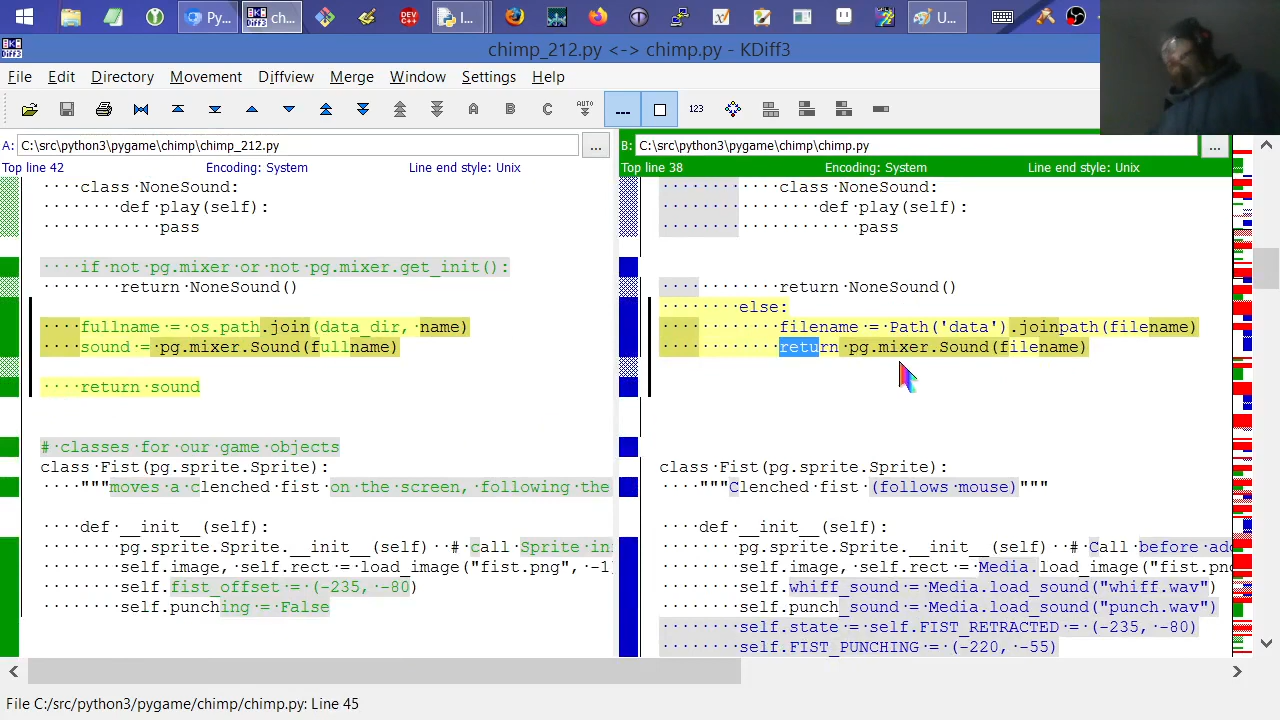 Py...
ch...
DEV C++
I...
U...
KDiff3
chimp_212.py <-> chimp.py - KDiff3
File Edit Directory Movement Diffview Merge Window Settings Help
A B C AUTO 123
A: C:\src\python3\pygame\chimp\chimp_212.py ...
Top line 42 Encoding: System Line end style: Unix
····class·NoneSound:
········def·play(self):
············pass
····if·not·pg.mixer·or·not·pg.mixer.get_init():
········return·NoneSound()
····fullname·=·os.path.join(data_dir,·name)
····sound·=·pg.mixer.Sound(fullname)
····return·sound
#·classes·for·our·game·objects
class·Fist(pg.sprite.Sprite):
····"""moves·a·clenched·fist·on·the·screen,·following·the
····def·__init__(self):
········pg.sprite.Sprite.__init__(self)··#·call·Sprite·in
········self.image,·self.rect·=·load_image("fist.png",·-1
········self.fist_offset·=·(-235,·-80)
········self.punching·=·False
B: C:\src\python3\pygame\chimp\chimp.py ...
Top line 38 Encoding: System Line end style: Unix
············class·NoneSound:
················def·play(self):
····················pass
············return·NoneSound()
········else:
············filename·=·Path('data').joinpath(filename)
············return·pg.mixer.Sound(filename)
class·Fist(pg.sprite.Sprite):
····"""Clenched·fist·(follows·mouse)"""
····def·__init__(self):
········pg.sprite.Sprite.__init__(self)··#·Call·before·ad
········self.image,·self.rect·=·Media.load_image("fist.pn
········self.whiff_sound·=·Media.load_sound("whiff.wav")
········self.punch_sound·=·Media.load_sound("punch.wav")
········self.state·=·self.FIST_RETRACTED·=·(-235,·-80)
········self.FIST_PUNCHING·=·(-220,·-55)
File C:/src/python3/pygame/chimp/chimp.py: Line 45